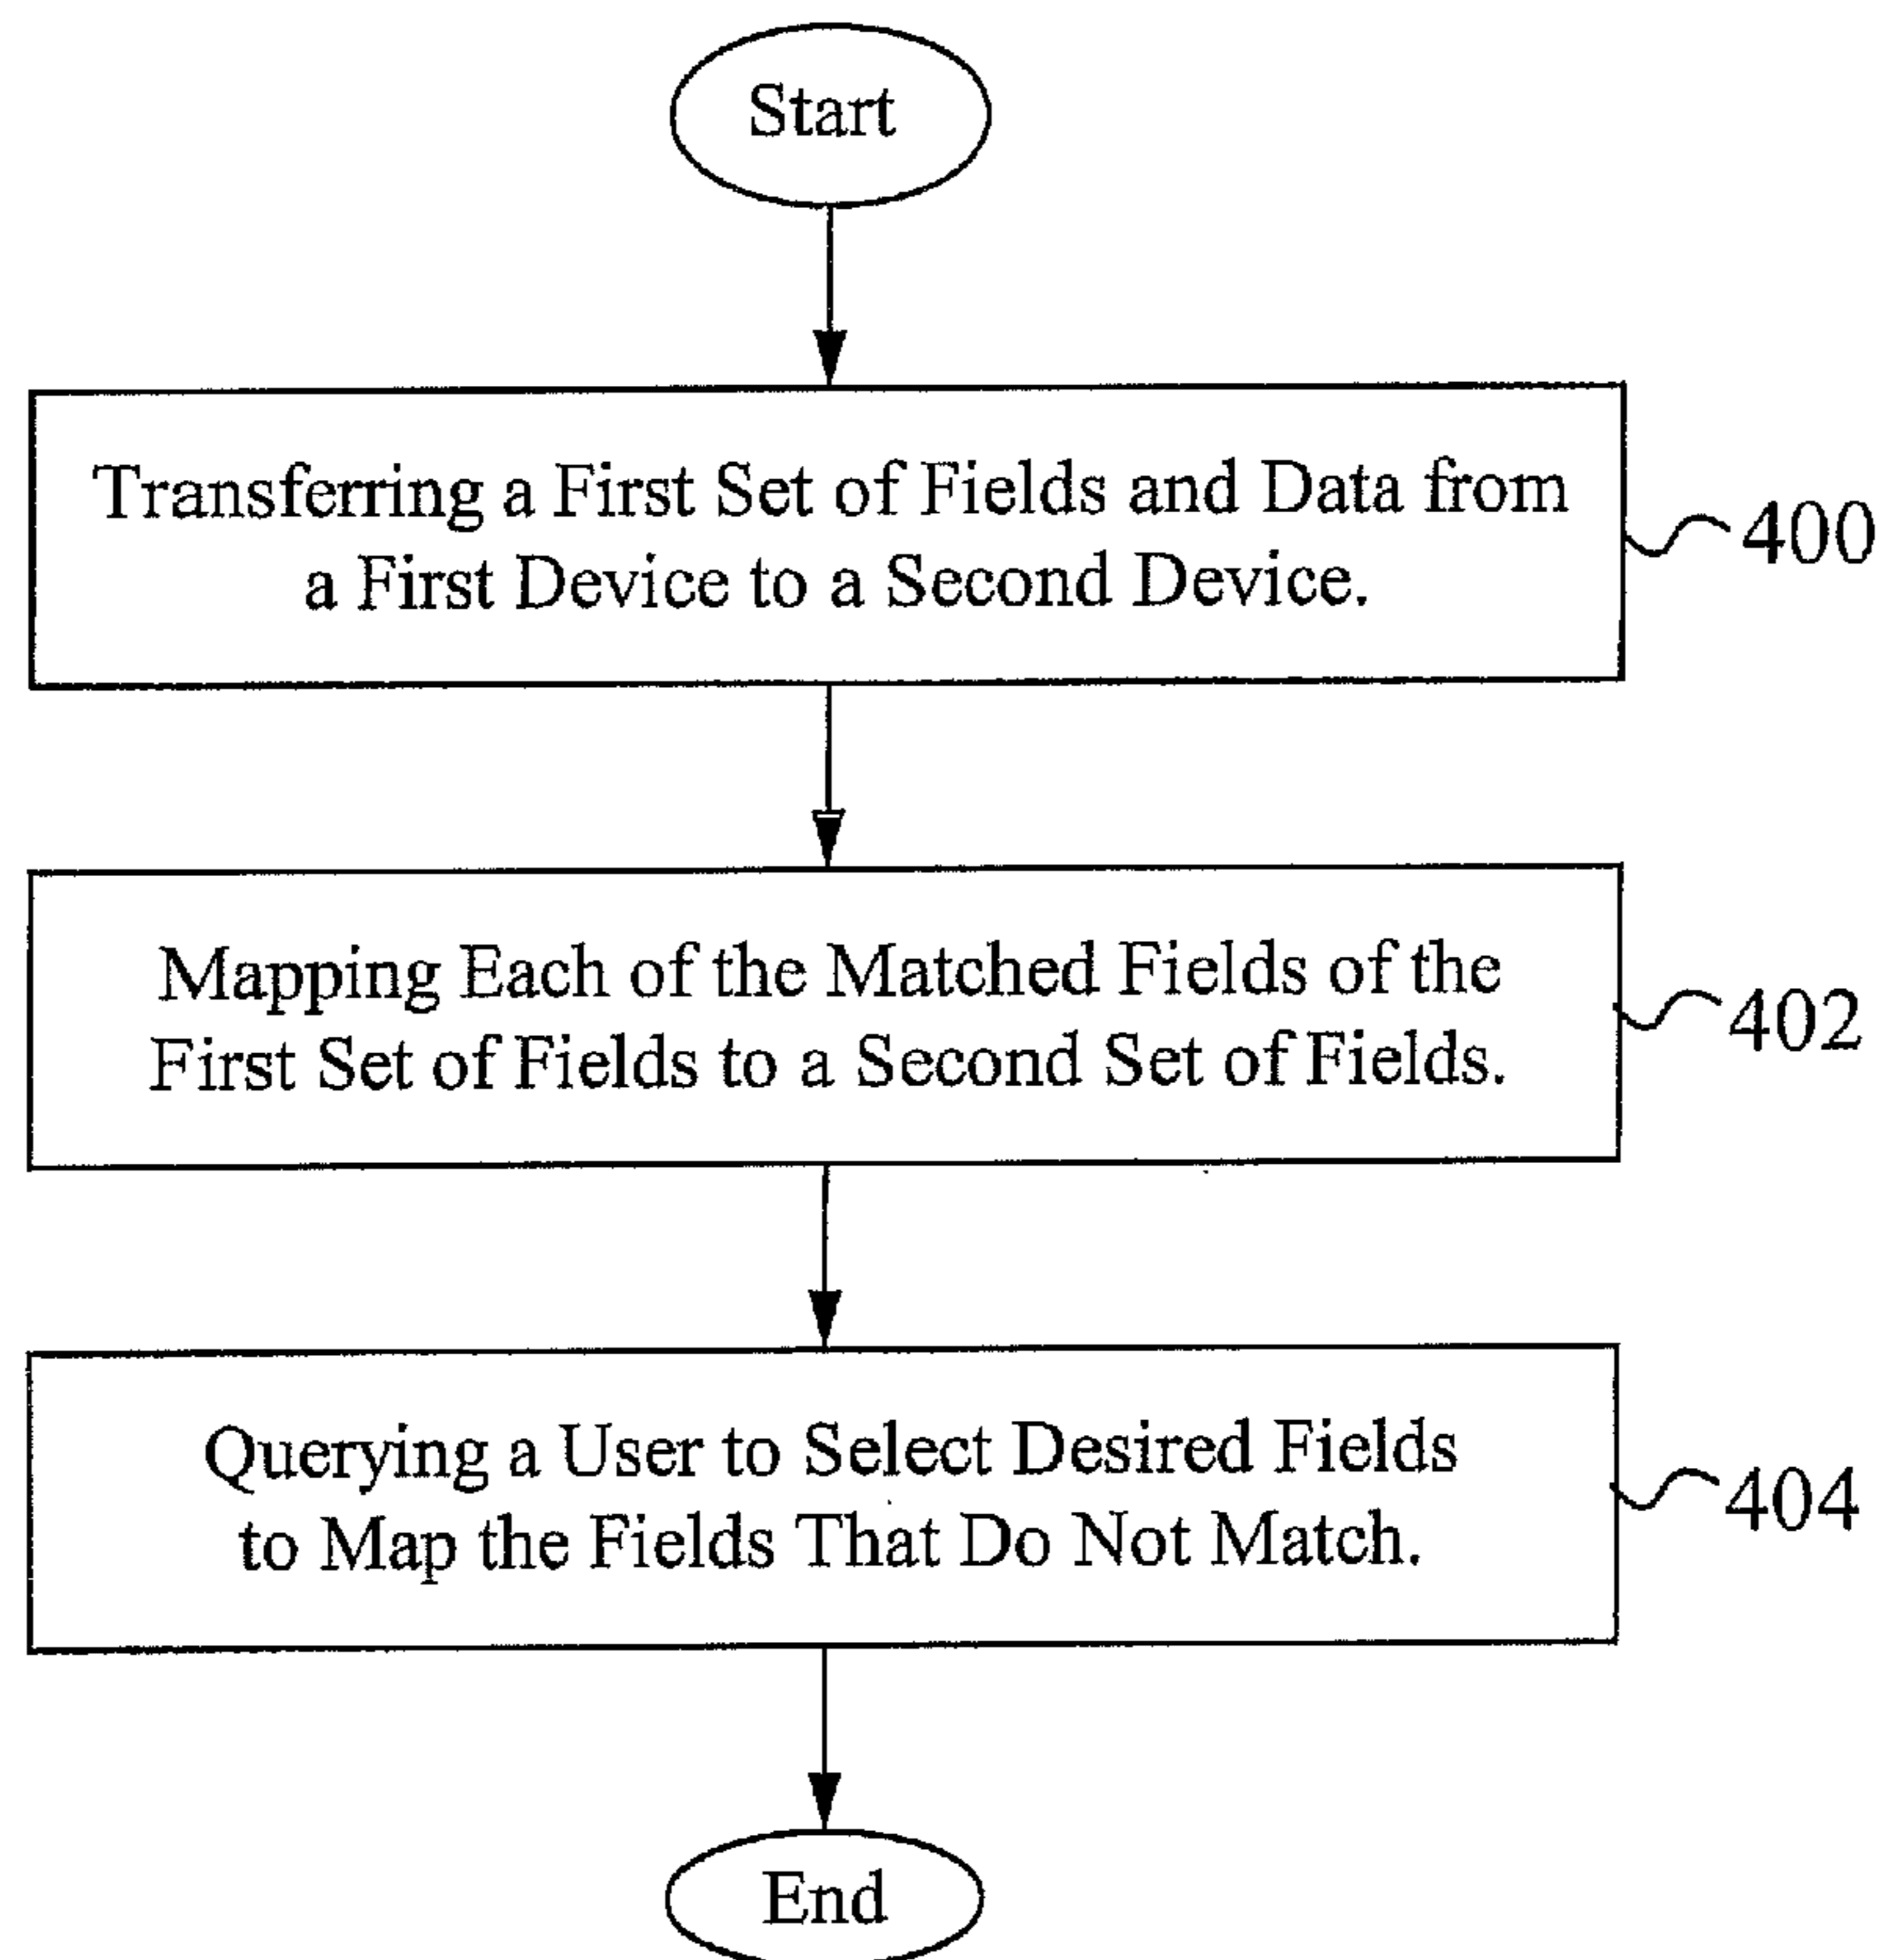 Start
Transferring a First Set of Fields and Data from
a First Device to a Second Device.
400
Mapping Each of the Matched Fields of the
First Set of Fields to a Second Set of Fields.
402
Querying a User to Select Desired Fields
to Map the Fields That Do Not Match.
404
End